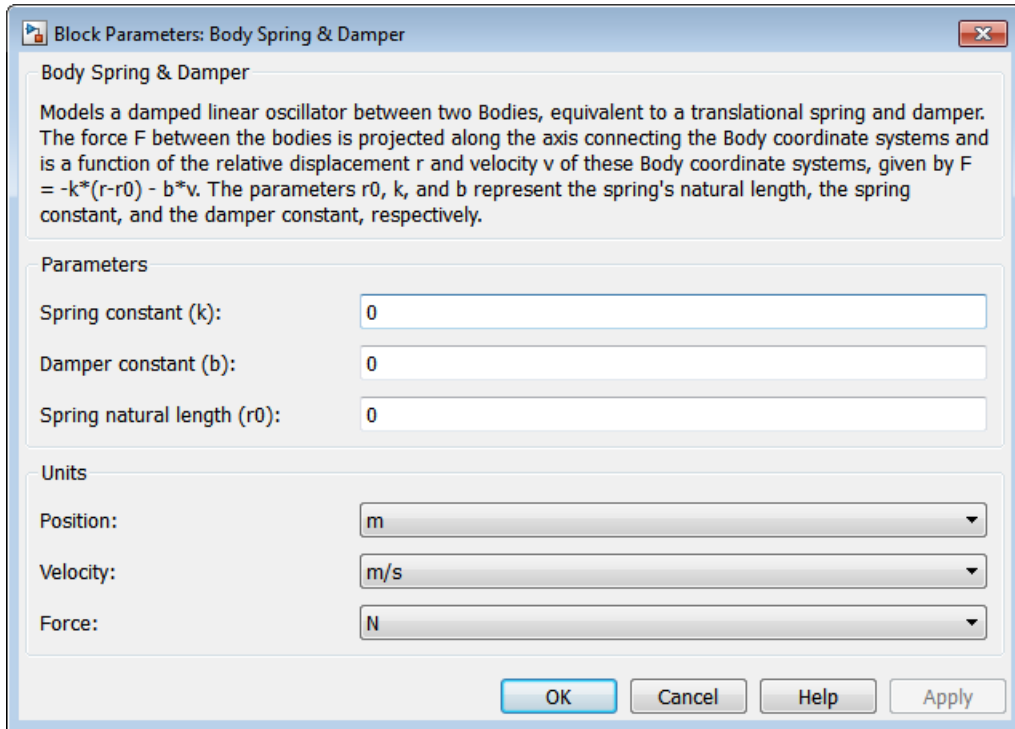 Block Parameters: Body Spring & Damper
Body Spring & Damper
Models a damped linear oscillator between two Bodies, equivalent to a translational spring and damper.
The force F between the bodies is projected along the axis connecting the Body coordinate systems and
is a function of the relative displacement r and velocity v of these Body coordinate systems, given by F
= -k*(r-r0) - b*v. The parameters r0, k, and b represent the spring's natural length, the spring
constant, and the damper constant, respectively.
Parameters
Spring constant (k): 0
Damper constant (b): 0
Spring natural length (r0): 0
Units
Position: m
Velocity: m/s
Force: N
OK Cancel Help Apply